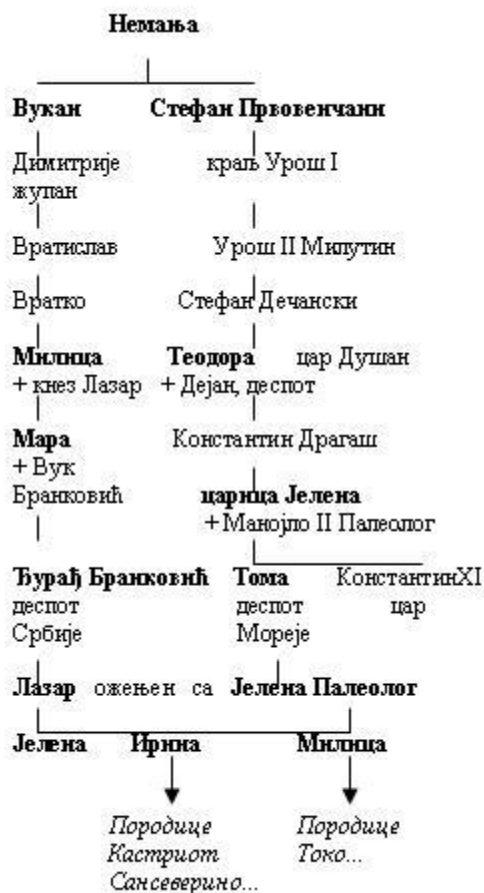 Немања
Вукан Стефан Првовенчани
Димитрије краљ Урош I
жупан
Вратислав Урош II Милутин
Вратко Стефан Дечански
Милица Теодора цар Душан
+ кнез Лазар + Дејан, деспот
Мара Константин Драгаш
+ Вук
Бранковић царица Јелена
+ Манојло II Палеолог
Ђурађ Бранковић Тома КонстантинXI
деспот деспот цар
Србије Мореје
Лазар ожењен са Јелена Палеолог
Јелена Ирина Милица
Породице Породице
Кастриот Токо...
Сансеверино...